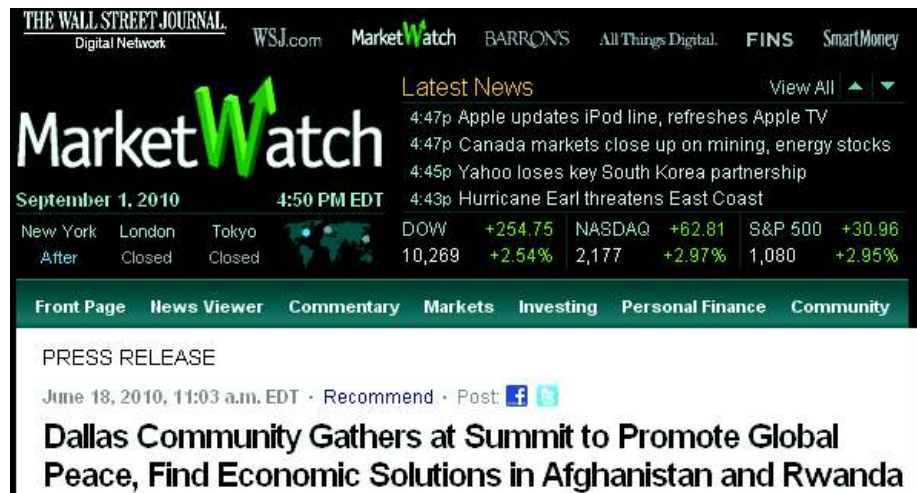 THE WALL STREET JOURNAL.
Digital Network
WSJ.com MarketWatch BARRON'S All Things Digital. FINS SmartMoney
MarketWatch
September 1, 2010 4:50 PM EDT
New York London Tokyo
After Closed Closed
Latest News View All
4:47p Apple updates iPod line, refreshes Apple TV
4:47p Canada markets close up on mining, energy stocks
4:45p Yahoo loses key South Korea partnership
4:43p Hurricane Earl threatens East Coast
DOW +254.75 NASDAQ +62.81 S&P 500 +30.96
10,269 +2.54% 2,177 +2.97% 1,080 +2.95%
Front Page News Viewer Commentary Markets Investing Personal Finance Community
PRESS RELEASE
June 18, 2010, 11:03 a.m. EDT · Recommend · Post:
Dallas Community Gathers at Summit to Promote Global
Peace, Find Economic Solutions in Afghanistan and Rwanda